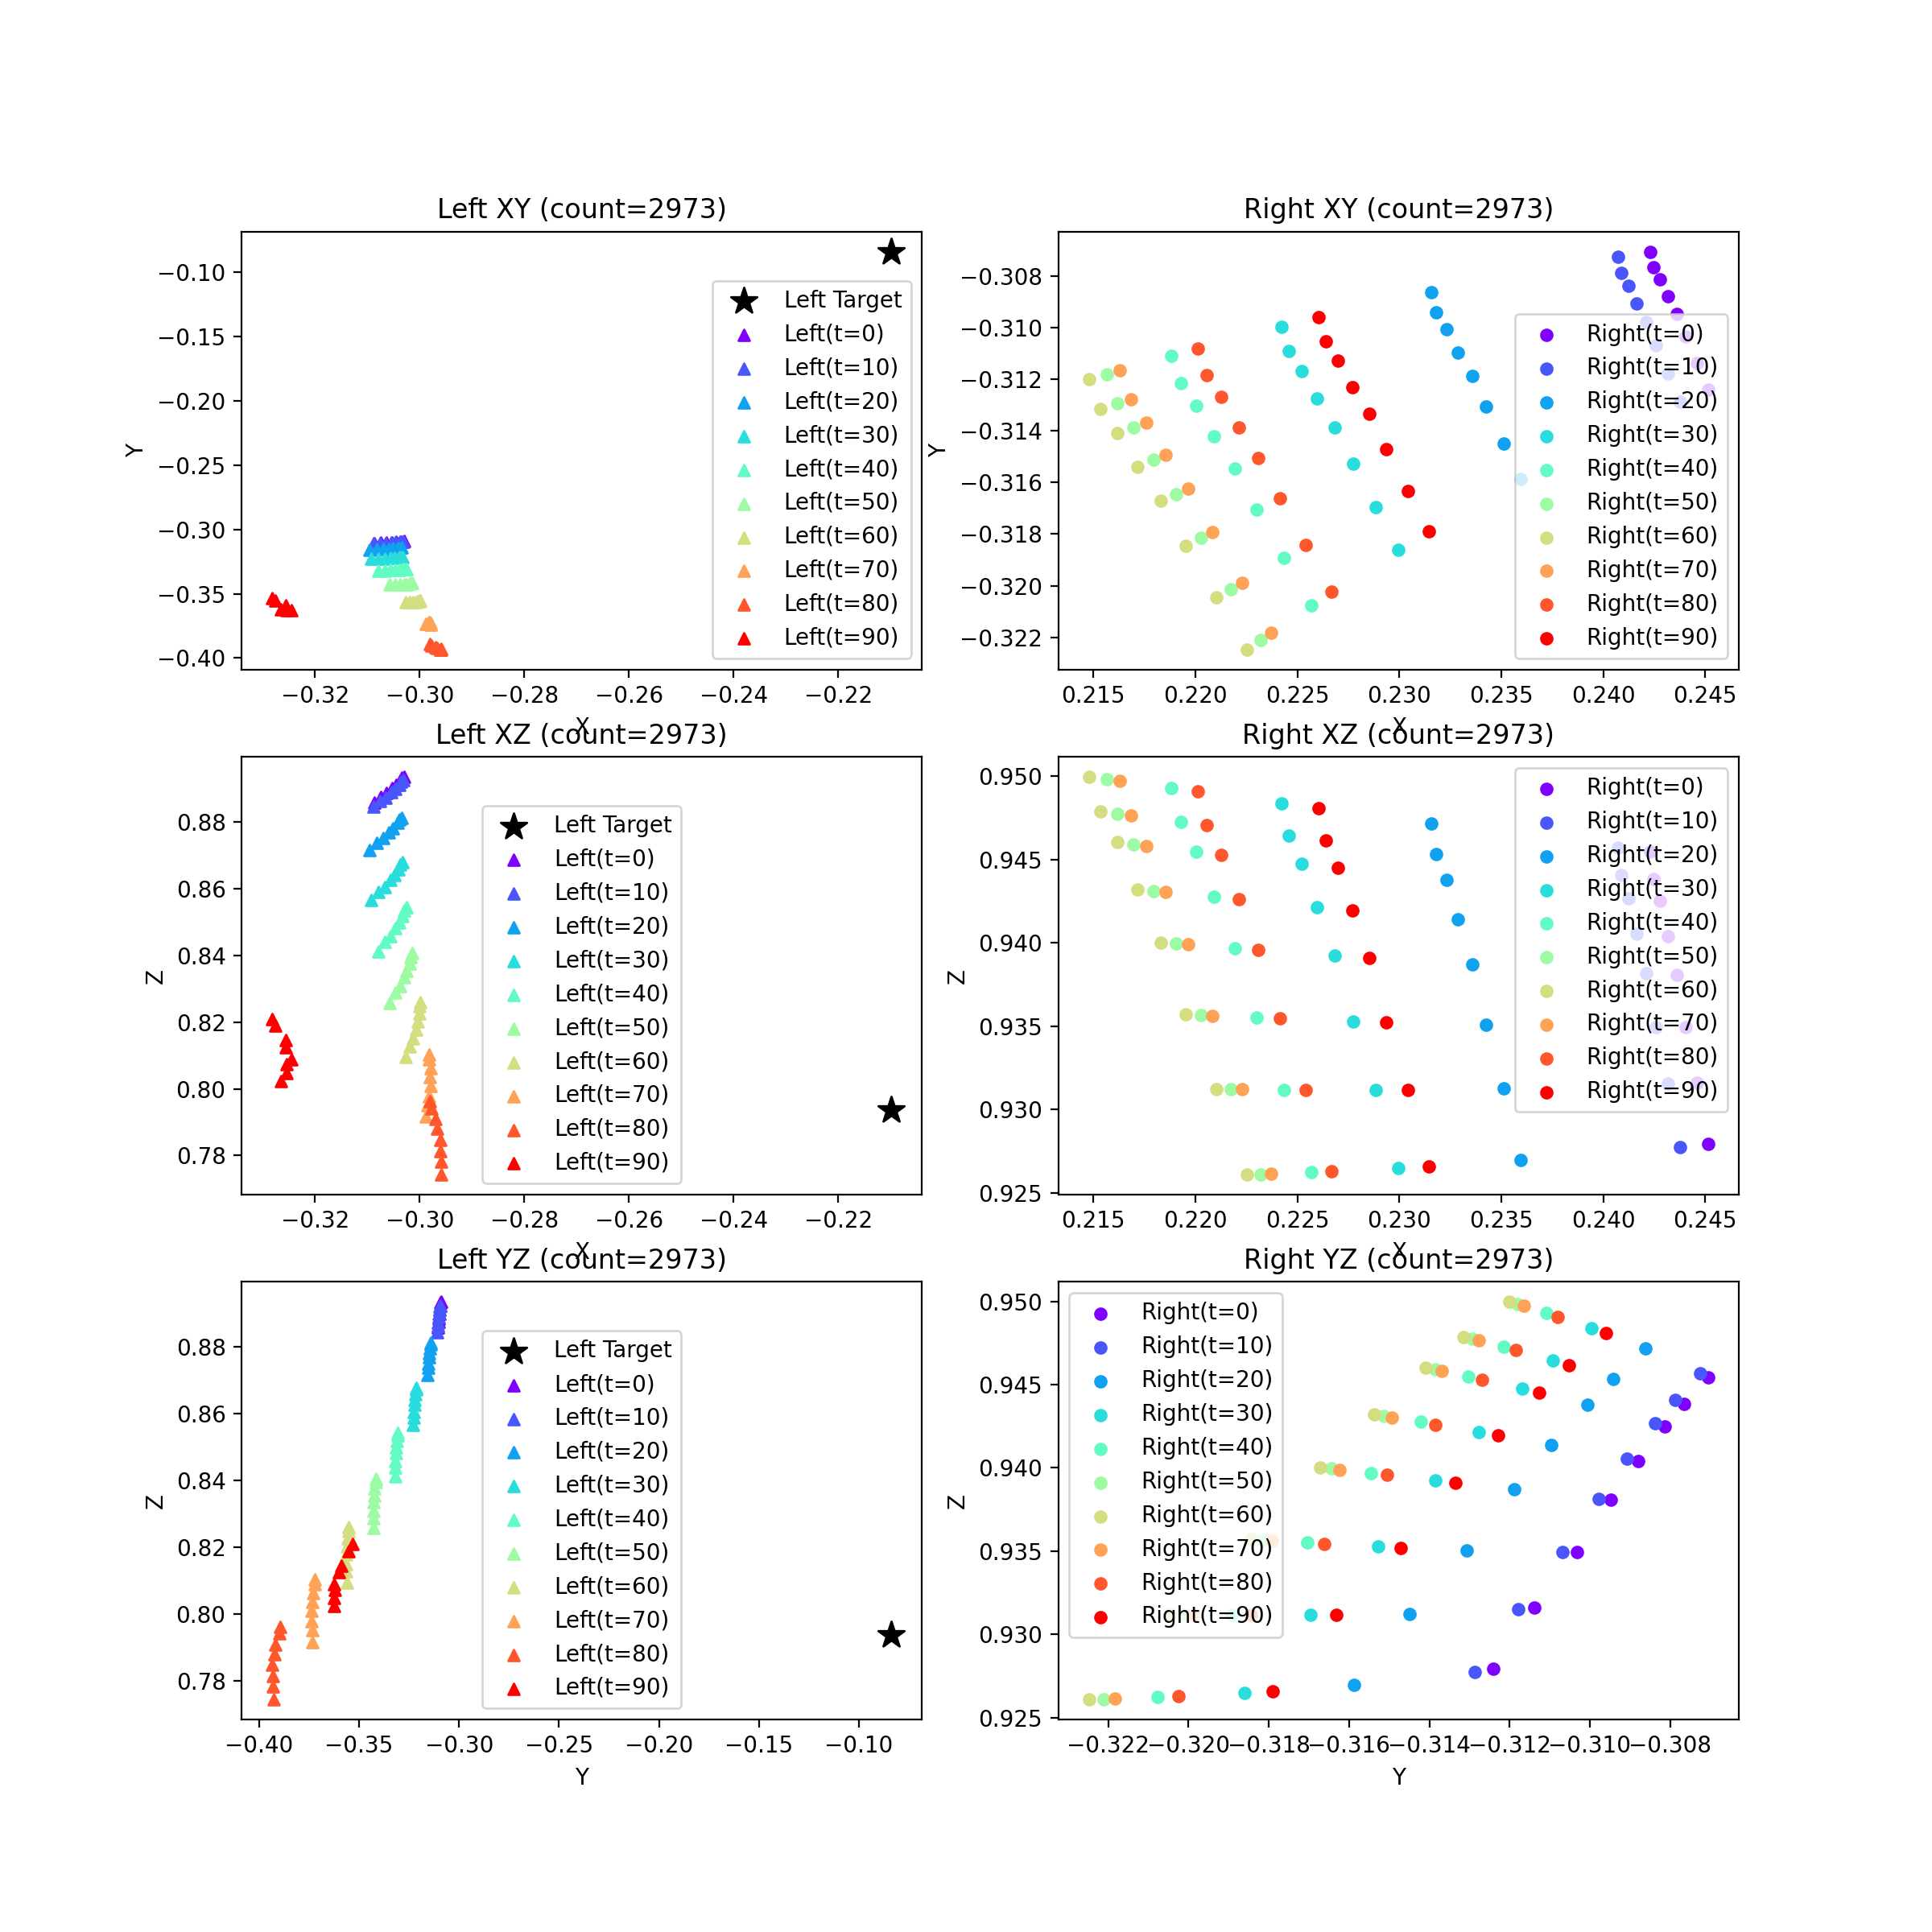 Left XY (count=2973)
Y
−0.10
−0.15
−0.20
−0.25
−0.30
−0.35
−0.40
Left Target
Left(t=0)
Left(t=10)
Left(t=20)
Left(t=30)
Left(t=40)
Left(t=50)
Left(t=60)
Left(t=70)
Left(t=80)
Left(t=90)
−0.32 −0.30 −0.28 −0.26 −0.24 −0.22
X
Right XY (count=2973)
Y
−0.308
−0.310
−0.312
−0.314
−0.316
−0.318
−0.320
−0.322
Right(t=0)
Right(t=10)
Right(t=20)
Right(t=30)
Right(t=40)
Right(t=50)
Right(t=60)
Right(t=70)
Right(t=80)
Right(t=90)
0.215 0.220 0.225 0.230 0.235 0.240 0.245
X
Left XZ (count=2973)
Z
0.88
0.86
0.84
0.82
0.80
0.78
Left Target
Left(t=0)
Left(t=10)
Left(t=20)
Left(t=30)
Left(t=40)
Left(t=50)
Left(t=60)
Left(t=70)
Left(t=80)
Left(t=90)
−0.32 −0.30 −0.28 −0.26 −0.24 −0.22
X
Right XZ (count=2973)
Z
0.950
0.945
0.940
0.935
0.930
0.925
Right(t=0)
Right(t=10)
Right(t=20)
Right(t=30)
Right(t=40)
Right(t=50)
Right(t=60)
Right(t=70)
Right(t=80)
Right(t=90)
0.215 0.220 0.225 0.230 0.235 0.240 0.245
X
Left YZ (count=2973)
Z
0.88
0.86
0.84
0.82
0.80
0.78
Left Target
Left(t=0)
Left(t=10)
Left(t=20)
Left(t=30)
Left(t=40)
Left(t=50)
Left(t=60)
Left(t=70)
Left(t=80)
Left(t=90)
−0.40 −0.35 −0.30 −0.25 −0.20 −0.15 −0.10
Y
Right YZ (count=2973)
Z
0.950
0.945
0.940
0.935
0.930
0.925
Right(t=0)
Right(t=10)
Right(t=20)
Right(t=30)
Right(t=40)
Right(t=50)
Right(t=60)
Right(t=70)
Right(t=80)
Right(t=90)
−0.322 −0.320 −0.318 −0.316 −0.314 −0.312 −0.310 −0.308
Y